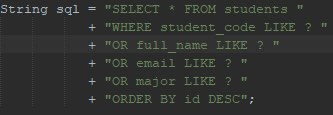 String sql = "SELECT * FROM students "
+ "WHERE student_code LIKE ? "
+ "OR full_name LIKE ? "
+ "OR email LIKE ? "
+ "OR major LIKE ? "
+ "ORDER BY id DESC";